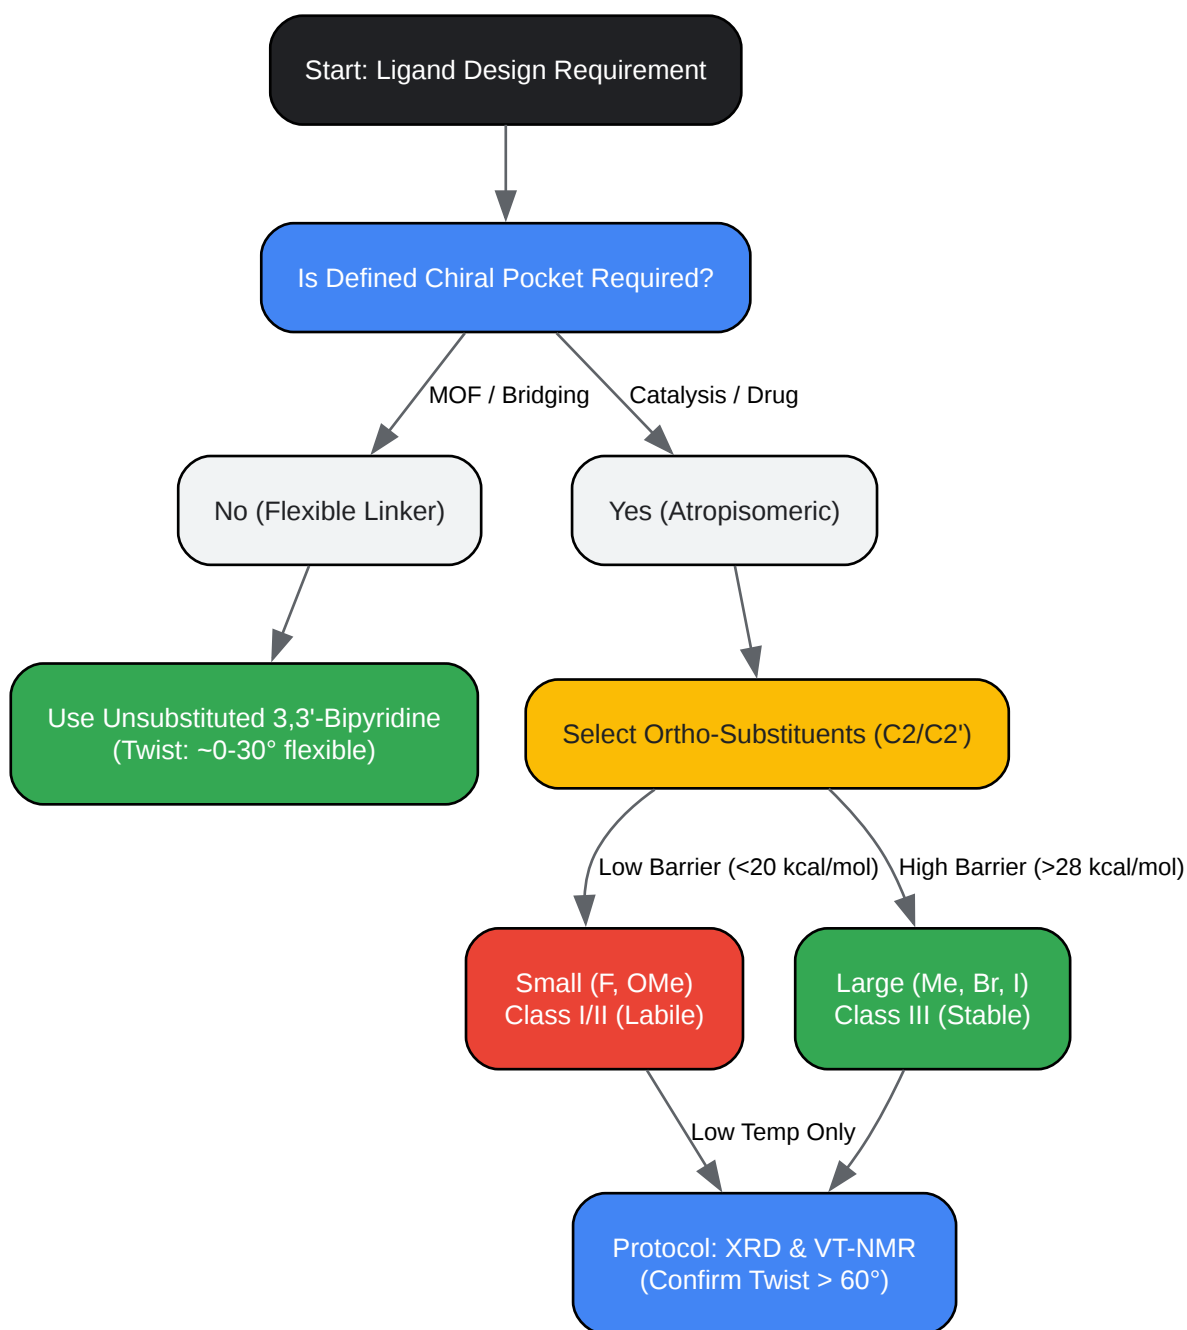 Start: Ligand Design Requirement
Is Defined Chiral Pocket Required?
MOF / Bridging
Catalysis / Drug
No (Flexible Linker)
Yes (Atropisomeric)
Use Unsubstituted 3,3'-Bipyridine
(Twist: ~0-30° flexible)
Select Ortho-Substituents (C2/C2')
Low Barrier (<20 kcal/mol)
High Barrier (>28 kcal/mol)
Small (F, OMe)
Class I/II (Labile)
Large (Me, Br, I)
Class III (Stable)
Low Temp Only
Protocol: XRD & VT-NMR
(Confirm Twist > 60°)